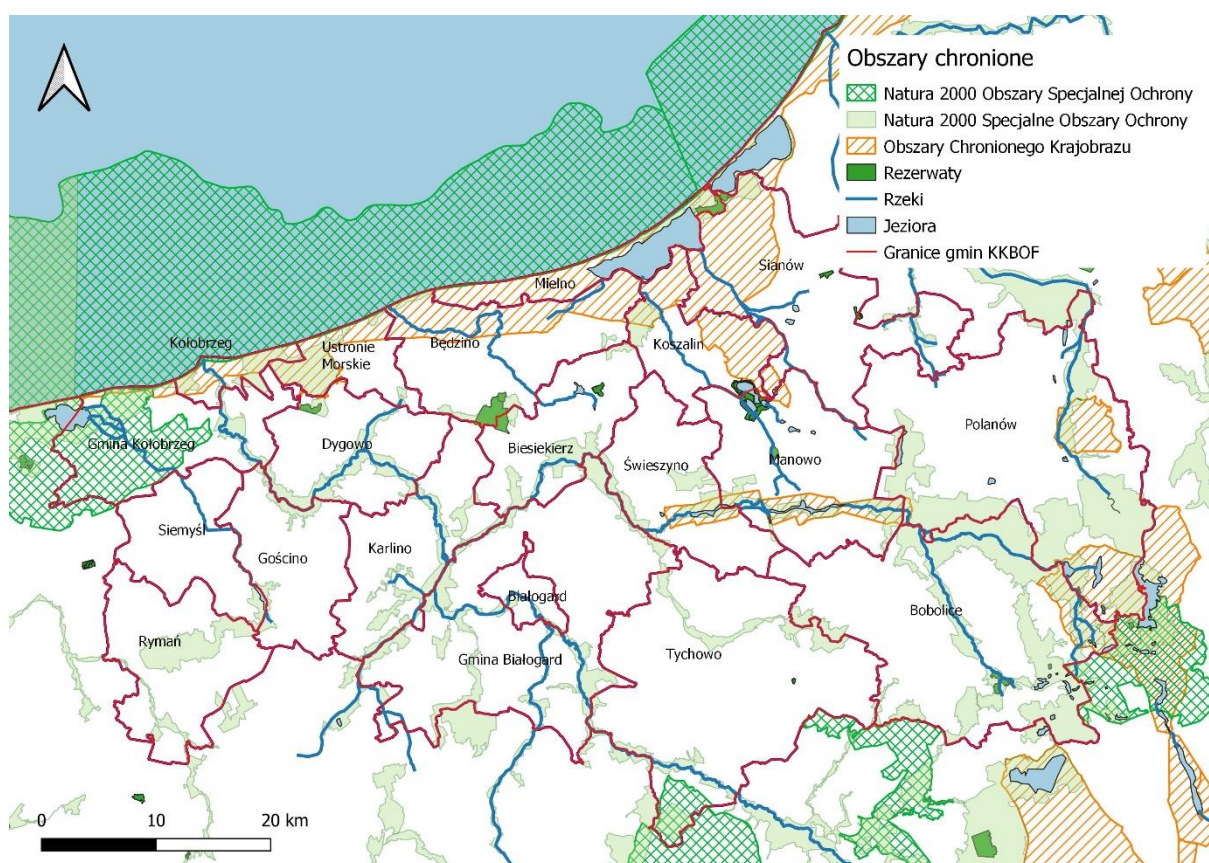 Obszary chronione
Natura 2000 Obszary Specjalnej Ochrony
Natura 2000 Specjalne Obszary Ochrony
Obszary Chronionego Krajobrazu
Rezerwaty
Rzeki
Jeziora
Granice gmin KKBOF
Sianów
Mielno
Kołobrzeg
Ustronie
Morskie
Będzino
Koszalin
Polanów
Gmina Kołobrzeg
Dygowo
Biesiekierz
Świeszyno
Manowo
Siemyśl
Gościno
Karlino
Białogard
Bobolice
Rymań
Gmina Białogard
Tychowo
0 10 20 km